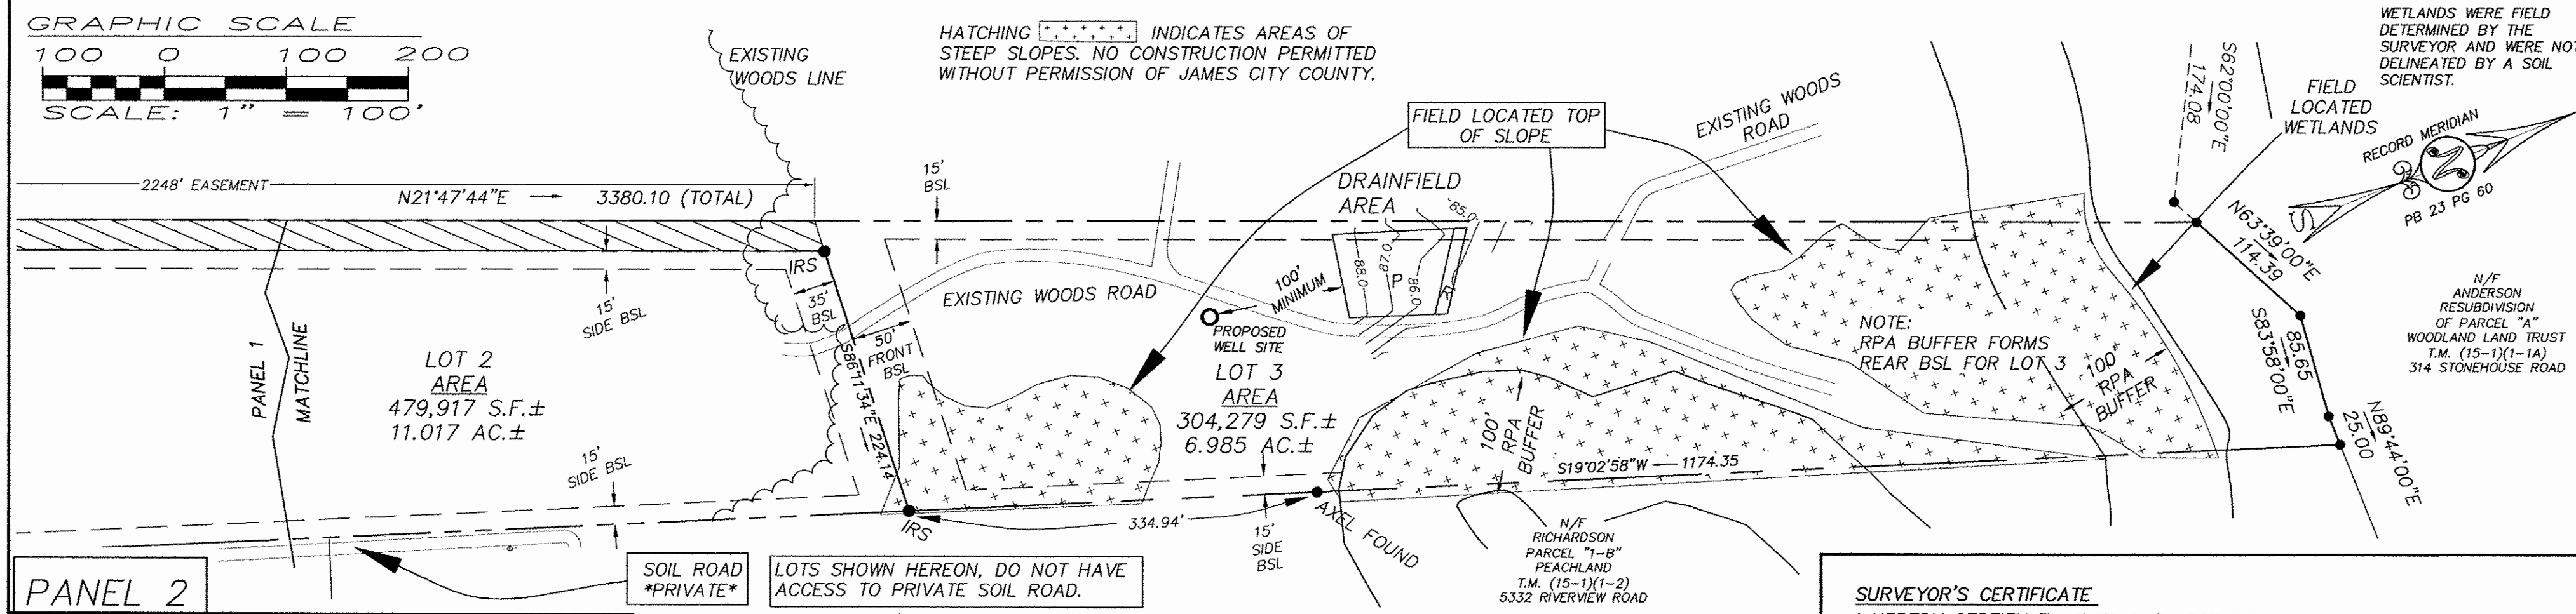 GRAPHIC SCALE
100 0 100 200
SCALE: 1" = 100'
EXISTING
WOODS LINE
HATCHING INDICATES AREAS OF
STEEP SLOPES. NO CONSTRUCTION PERMITTED
WITHOUT PERMISSION OF JAMES CITY COUNTY.
WETLANDS WERE FIELD
DETERMINED BY THE
SURVEYOR AND WERE NOT
DELINEATED BY A SOIL
SCIENTIST.
S62°00'00"E
174.08
FIELD
LOCATED
WETLANDS
RECORD MERIDIAN
N
S
PB 23 PG 60
FIELD LOCATED TOP
OF SLOPE
EXISTING WOODS
ROAD
2248' EASEMENT
N21°47'44"E 3380.10 (TOTAL)
15'
BSL
DRAINFIELD
AREA
85.0
88.0
87.0
86.0
P
R
IRS
35'
BSL
15'
SIDE BSL
EXISTING WOODS ROAD
100'
MINIMUM
PROPOSED
WELL SITE
50'
FRONT
BSL
S86°11'34"E 224.14
PANEL 1
MATCHLINE
LOT 2
AREA
479,917 S.F.±
11.017 AC.±
LOT 3
AREA
304,279 S.F.±
6.985 AC.±
NOTE:
RPA BUFFER FORMS
REAR BSL FOR LOT 3
100'
RPA
BUFFER
100'
RPA
BUFFER
N63°39'00"E
114.39
S83°58'00"E
85.65
N89°44'00"E
25.00
N/F
ANDERSON
RESUBDIVISION
OF PARCEL "A"
WOODLAND LAND TRUST
T.M. (15-1)(1-1A)
314 STONEHOUSE ROAD
15'
SIDE BSL
S19°02'58"W 1174.35
IRS
334.94'
15'
SIDE
BSL
AXEL FOUND
N/F
RICHARDSON
PARCEL "1-B"
PEACHLAND
T.M. (15-1)(1-2)
5332 RIVERVIEW ROAD
PANEL 2
SOIL ROAD
*PRIVATE*
LOTS SHOWN HEREON, DO NOT HAVE
ACCESS TO PRIVATE SOIL ROAD.
SURVEYOR'S CERTIFICATE